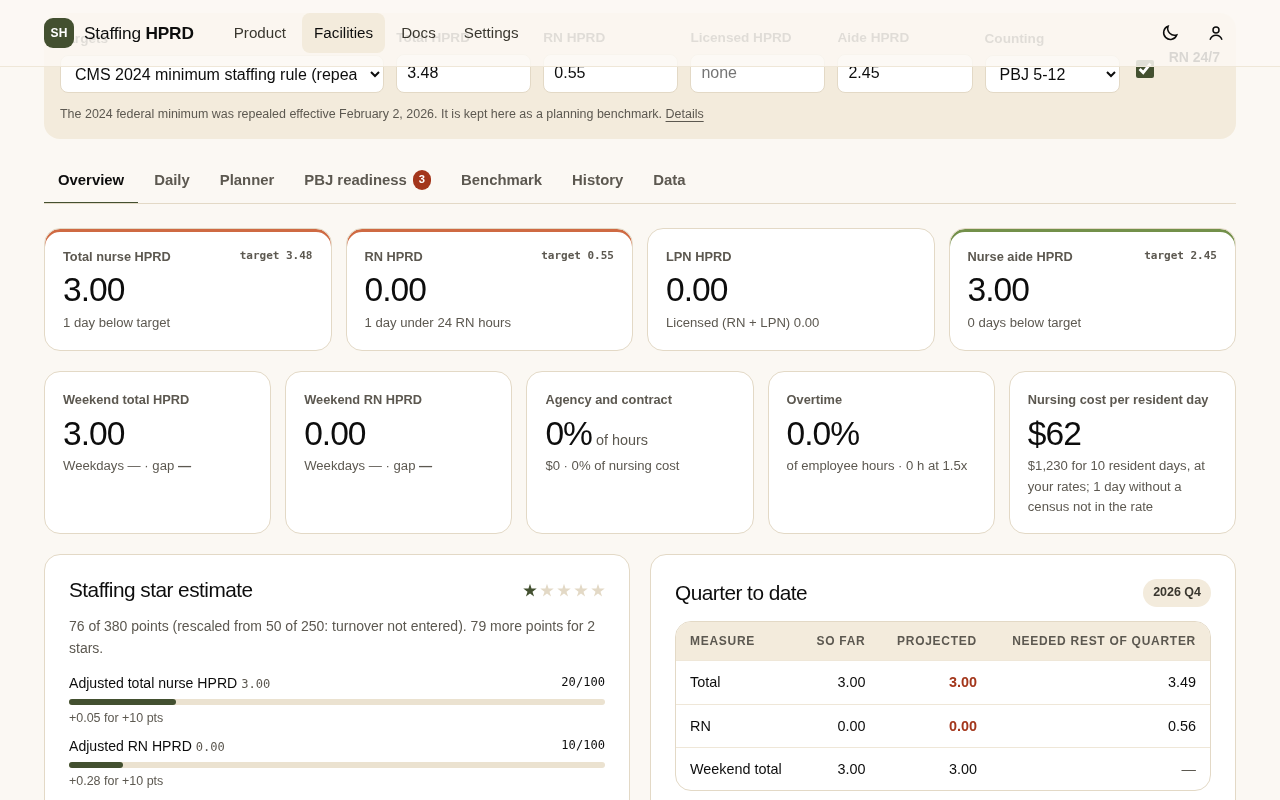 SH Staffing HPRD Product Facilities Docs Settings
Targets Total HPRD RN HPRD Licensed HPRD Aide HPRD Counting RN 24/7
CMS 2024 minimum staffing rule (repea 3.48 0.55 none 2.45 PBJ 5-12
The 2024 federal minimum was repealed effective February 2, 2026. It is kept here as a planning benchmark. Details
Overview Daily Planner PBJ readiness 3 Benchmark History Data
Total nurse HPRD target 3.48
3.00
1 day below target
RN HPRD target 0.55
0.00
1 day under 24 RN hours
LPN HPRD
0.00
Licensed (RN + LPN) 0.00
Nurse aide HPRD target 2.45
3.00
0 days below target
Weekend total HPRD
3.00
Weekdays — · gap —
Weekend RN HPRD
0.00
Weekdays — · gap —
Agency and contract
0% of hours
$0 · 0% of nursing cost
Overtime
0.0%
of employee hours · 0 h at 1.5x
Nursing cost per resident day
$62
$1,230 for 10 resident days, at
your rates; 1 day without a
census not in the rate
Staffing star estimate ★★★★★
76 of 380 points (rescaled from 50 of 250: turnover not entered). 79 more points for 2
stars.
Adjusted total nurse HPRD 3.00 20/100
+0.05 for +10 pts
Adjusted RN HPRD 0.00 10/100
+0.28 for +10 pts
Quarter to date 2026 Q4
MEASURE SO FAR PROJECTED NEEDED REST OF QUARTER
Total 3.00 3.00 3.49
RN 0.00 0.00 0.56
Weekend total 3.00 3.00 —